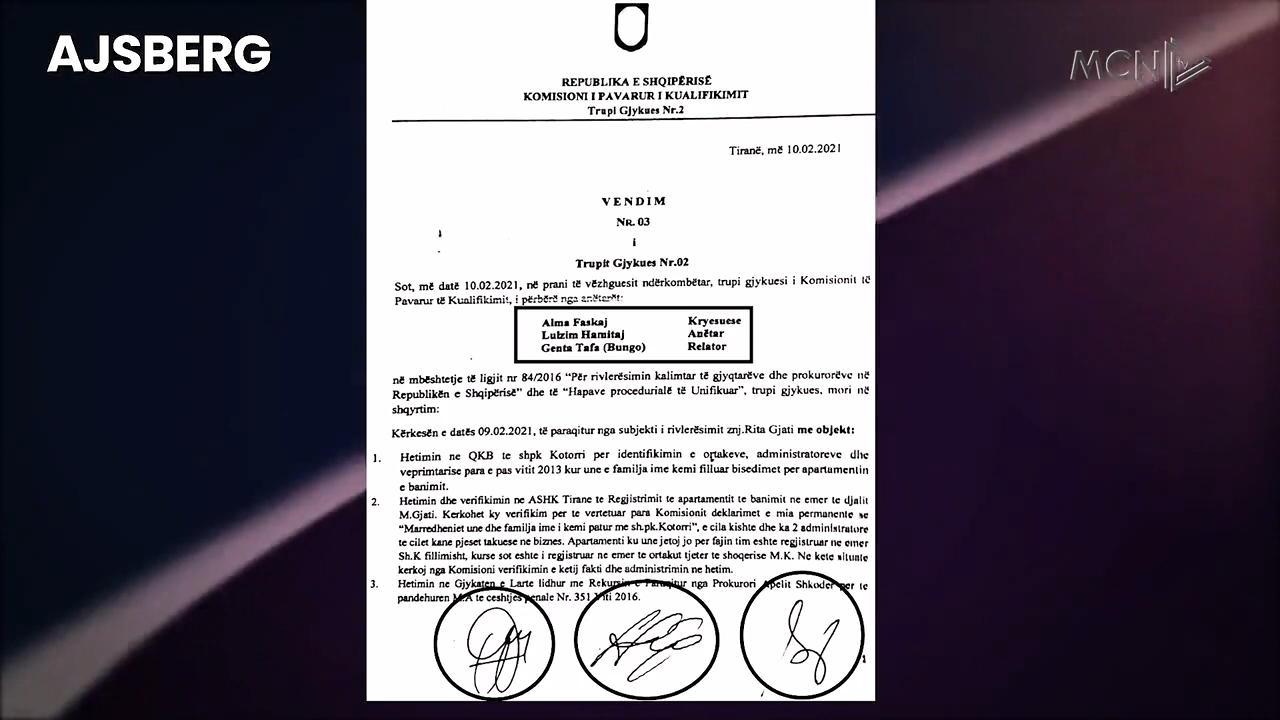 AJSBERG
MCN TV
REPUBLIKA E SHQIPËRISË
KOMISIONI I PAVARUR I KUALIFIKIMIT
Trupi Gjykues Nr.2
Tiranë, më 10.02.2021
VENDIM
NR. 03
i
Trupit Gjykues Nr.02
Sot, më datë 10.02.2021, në prani të vëzhguesit ndërkombëtar, trupi gjykuesi i Komisionit të
Pavarur të Kualifikimit, i përbërë nga anëtarët:
Alma Faskaj Kryesuese
Lulzim Hamitaj Anëtar
Genta Tafa (Bungo) Relator
në mbështetje të ligjit nr 84/2016 “Për rivlerësimin kalimtar të gjyqtarëve dhe prokurorëve në
Republikën e Shqipërisë” dhe të “Hapave procedurialë të Unifikuar”, trupi gjykues, mori në
shqyrtim:
Kërkesën e datës 09.02.2021, të paraqitur nga subjekti i rivlerësimit znj.Rita Gjati me objekt:
1. Hetimin ne QKB te shpk Kotorri per identifikimin e ortakeve, administratoreve dhe
veprimtarise para e pas vitit 2013 kur une e familja ime kemi filluar bisedimet per apartamentin
e banimit.
2. Hetimin dhe verifikimin ne ASHK Tirane te Regjistrimit te apartamentit te banimit ne emer te djalit
M.Gjati. Kerkohet ky verifikim per te vertetuar para Komisionit deklarimet e mia permanente se
“Marredheniet une dhe familja ime i kemi patur me sh.pk.Kotorri”, e cila kishte dhe ka 2 administratore
te cilet kane pjeset takuese ne biznes. Apartamenti ku une jetoj jo per fajin tim eshte regjistruar ne emer
Sh.K fillimisht, kurse sot eshte i regjistruar ne emer te ortakut tjeter te shoqerise M.K. Ne kete situate
kerkoj nga Komisioni verifikimin e ketij fakti dhe administrimin ne hetim.
3. Hetimin ne Gjykaten e Larte lidhur me Rekursin e Paraqitur nga Prokurori Apelit Shkoder per te
pandehuren M.A te ceshtjes penale Nr. 351 Viti 2016.
1